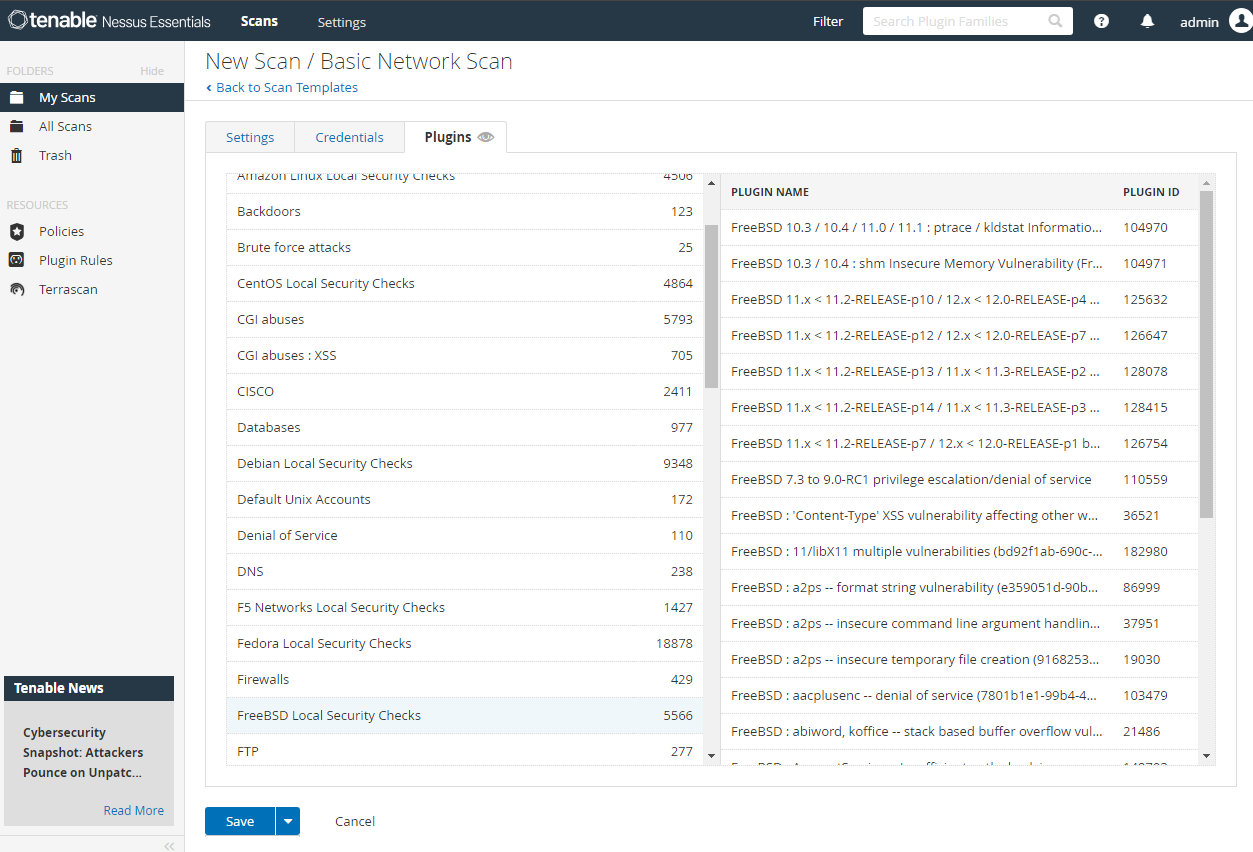 tenable Nessus Essentials
Scans
Settings
Filter
Search Plugin Families
admin
FOLDERS
Hide
My Scans
All Scans
Trash
RESOURCES
Policies
Plugin Rules
Terrascan
Tenable News
Cybersecurity
Snapshot: Attackers
Pounce on Unpatc...
Read More
New Scan / Basic Network Scan
Back to Scan Templates
Settings
Credentials
Plugins
Amazon Linux Local Security Checks 4506
Backdoors 123
Brute force attacks 25
CentOS Local Security Checks 4864
CGI abuses 5793
CGI abuses : XSS 705
CISCO 2411
Databases 977
Debian Local Security Checks 9348
Default Unix Accounts 172
Denial of Service 110
DNS 238
F5 Networks Local Security Checks 1427
Fedora Local Security Checks 18878
Firewalls 429
FreeBSD Local Security Checks 5566
FTP 277
PLUGIN NAME PLUGIN ID
FreeBSD 10.3 / 10.4 / 11.0 / 11.1 : ptrace / kldstat Informatio... 104970
FreeBSD 10.3 / 10.4 : shm Insecure Memory Vulnerability (Fr... 104971
FreeBSD 11.x < 11.2-RELEASE-p10 / 12.x < 12.0-RELEASE-p4 ... 125632
FreeBSD 11.x < 11.2-RELEASE-p12 / 12.x < 12.0-RELEASE-p7 ... 126647
FreeBSD 11.x < 11.2-RELEASE-p13 / 11.x < 11.3-RELEASE-p2 ... 128078
FreeBSD 11.x < 11.2-RELEASE-p14 / 11.x < 11.3-RELEASE-p3 ... 128415
FreeBSD 11.x < 11.2-RELEASE-p7 / 12.x < 12.0-RELEASE-p1 b... 126754
FreeBSD 7.3 to 9.0-RC1 privilege escalation/denial of service 110559
FreeBSD : 'Content-Type' XSS vulnerability affecting other w... 36521
FreeBSD : 11/libX11 multiple vulnerabilities (bd92f1ab-690c-... 182980
FreeBSD : a2ps -- format string vulnerability (e359051d-90b... 86999
FreeBSD : a2ps -- insecure command line argument handlin... 37951
FreeBSD : a2ps -- insecure temporary file creation (9168253... 19030
FreeBSD : aacplusenc -- denial of service (7801b1e1-99b4-4... 103479
FreeBSD : abiword, koffice -- stack based buffer overflow vul... 21486
Save
Cancel